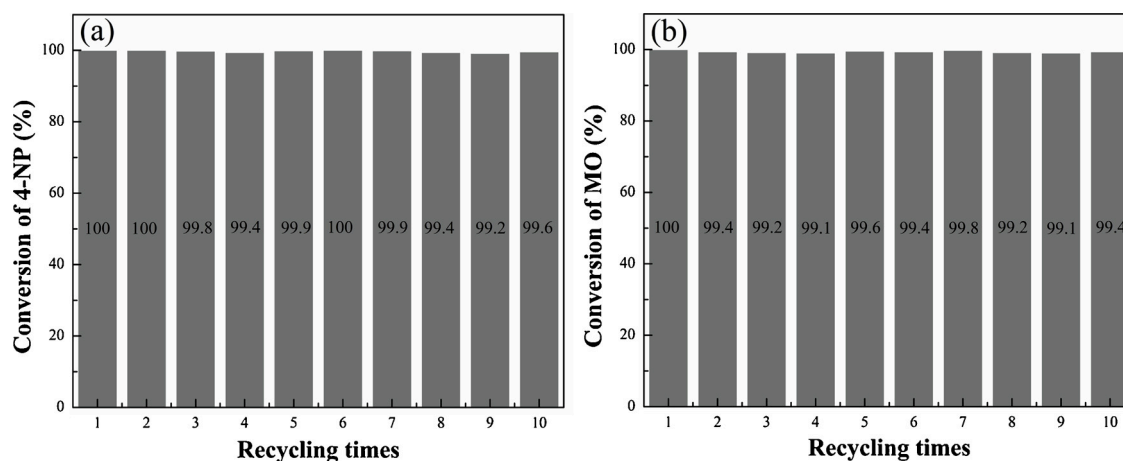 (a)
Conversion of 4-NP (%)
100
80
60
40
20
0
100 100 99.8 99.4 99.9 100 99.9 99.4 99.2 99.6
1 2 3 4 5 6 7 8 9 10
Recycling times
(b)
Conversion of MO (%)
100
80
60
40
20
0
100 99.4 99.2 99.1 99.6 99.4 99.8 99.2 99.1 99.4
1 2 3 4 5 6 7 8 9 10
Recycling times